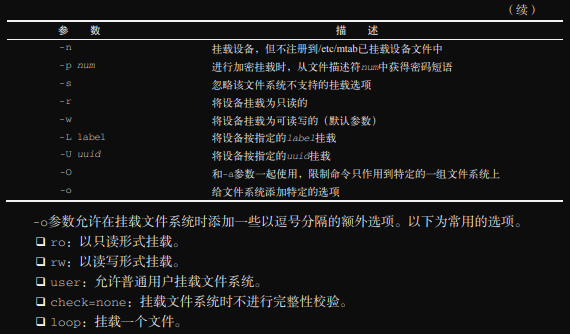 （续）
参 数 描 述
-n 挂载设备，但不注册到/etc/mtab已挂载设备文件中
-p num 进行加密挂载时，从文件描述符num中获得密码短语
-s 忽略该文件系统不支持的挂载选项
-r 将设备挂载为只读的
-w 将设备挂载为可读写的（默认参数）
-L label 将设备按指定的label挂载
-U uuid 将设备按指定的uuid挂载
-O 和-a参数一起使用，限制命令只作用到特定的一组文件系统上
-o 给文件系统添加特定的选项
-o参数允许在挂载文件系统时添加一些以逗号分隔的额外选项。以下为常用的选项。
❑ ro：以只读形式挂载。
❑ rw：以读写形式挂载。
❑ user：允许普通用户挂载文件系统。
❑ check=none：挂载文件系统时不进行完整性校验。
❑ loop：挂载一个文件。